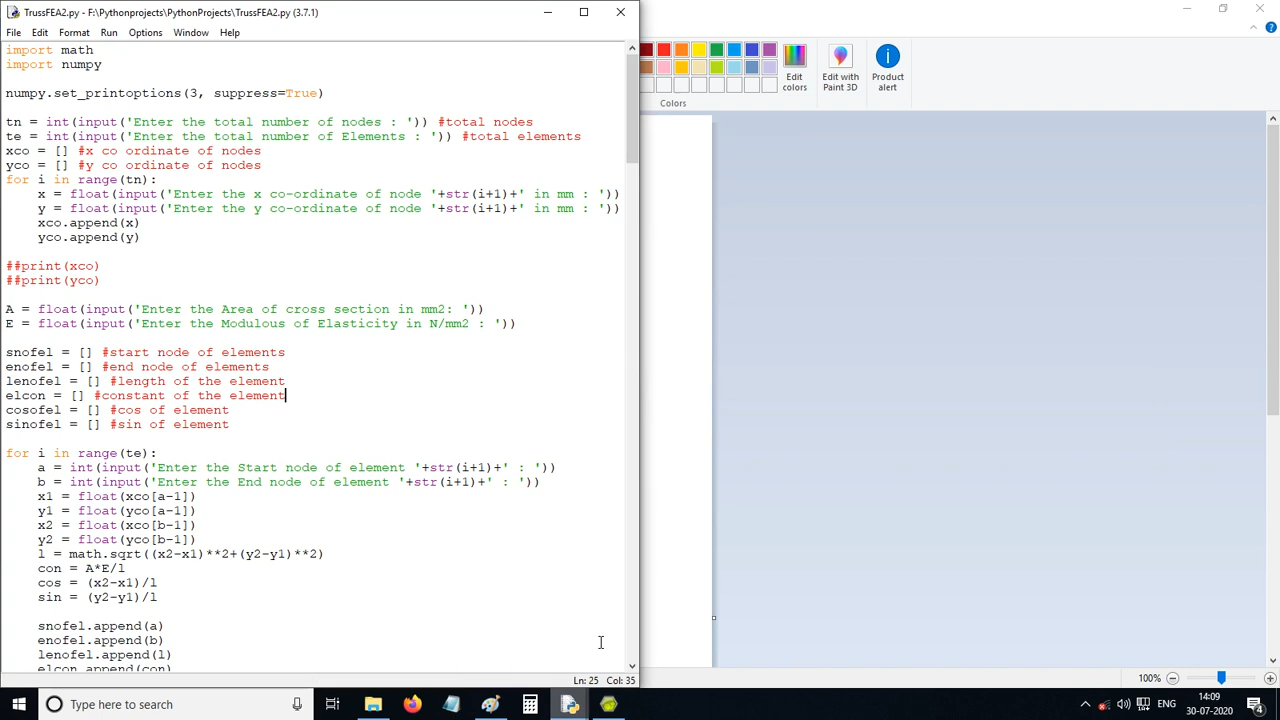 TrussFEA2.py - F:\Pythonprojects\PythonProjects\TrussFEA2.py (3.7.1)
File Edit Format Run Options Window Help
import math
import numpy
numpy.set_printoptions(3, suppress=True)
tn = int(input('Enter the total number of nodes : ')) #total nodes
te = int(input('Enter the total number of Elements : ')) #total elements
xco = [] #x co ordinate of nodes
yco = [] #y co ordinate of nodes
for i in range(tn):
    x = float(input('Enter the x co-ordinate of node '+str(i+1)+' in mm : '))
    y = float(input('Enter the y co-ordinate of node '+str(i+1)+' in mm : '))
    xco.append(x)
    yco.append(y)
##print(xco)
##print(yco)
A = float(input('Enter the Area of cross section in mm2: '))
E = float(input('Enter the Modulous of Elasticity in N/mm2 : '))
snofel = [] #start node of elements
enofel = [] #end node of elements
lenofel = [] #length of the element
elcon = [] #constant of the element
cosofel = [] #cos of element
sinofel = [] #sin of element
for i in range(te):
    a = int(input('Enter the Start node of element '+str(i+1)+' : '))
    b = int(input('Enter the End node of element '+str(i+1)+' : '))
    x1 = float(xco[a-1])
    y1 = float(yco[a-1])
    x2 = float(xco[b-1])
    y2 = float(yco[b-1])
    l = math.sqrt((x2-x1)**2+(y2-y1)**2)
    con = A*E/l
    cos = (x2-x1)/l
    sin = (y2-y1)/l
    snofel.append(a)
    enofel.append(b)
    lenofel.append(l)
    elcon.append(con)
Ln: 25 Col: 35
Edit colors
Edit with Paint 3D
Product alert
Colors
100%
Type here to search
ENG
14:09
30-07-2020
4